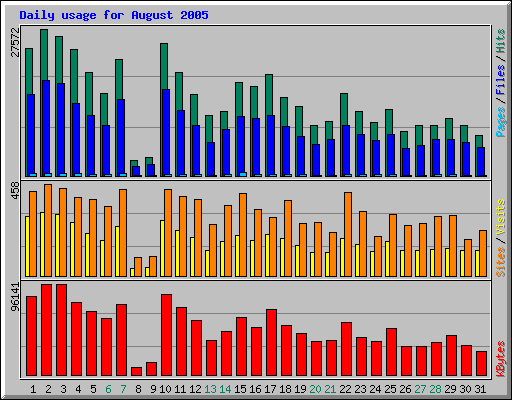 Daily usage for August 2005
27572
Pages / Files / Hits
458
Sites / Visits
96141
KBytes
1 2 3 4 5 6 7 8 9 10 11 12 13 14 15 16 17 18 19 20 21 22 23 24 25 26 27 28 29 30 31